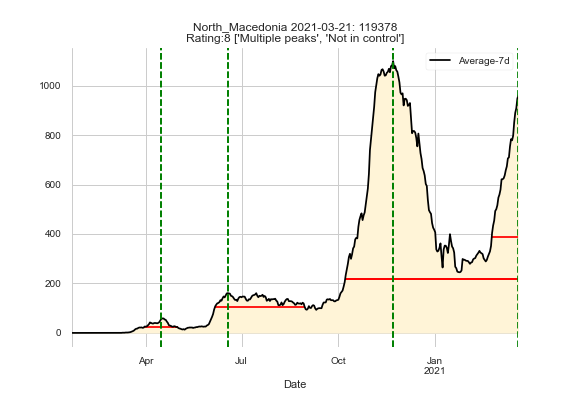 North_Macedonia 2021-03-21: 119378
Rating:8 ['Multiple peaks', 'Not in control']
Average-7d
1000
800
600
400
200
0
Apr
Jul
Oct
Jan
2021
Date